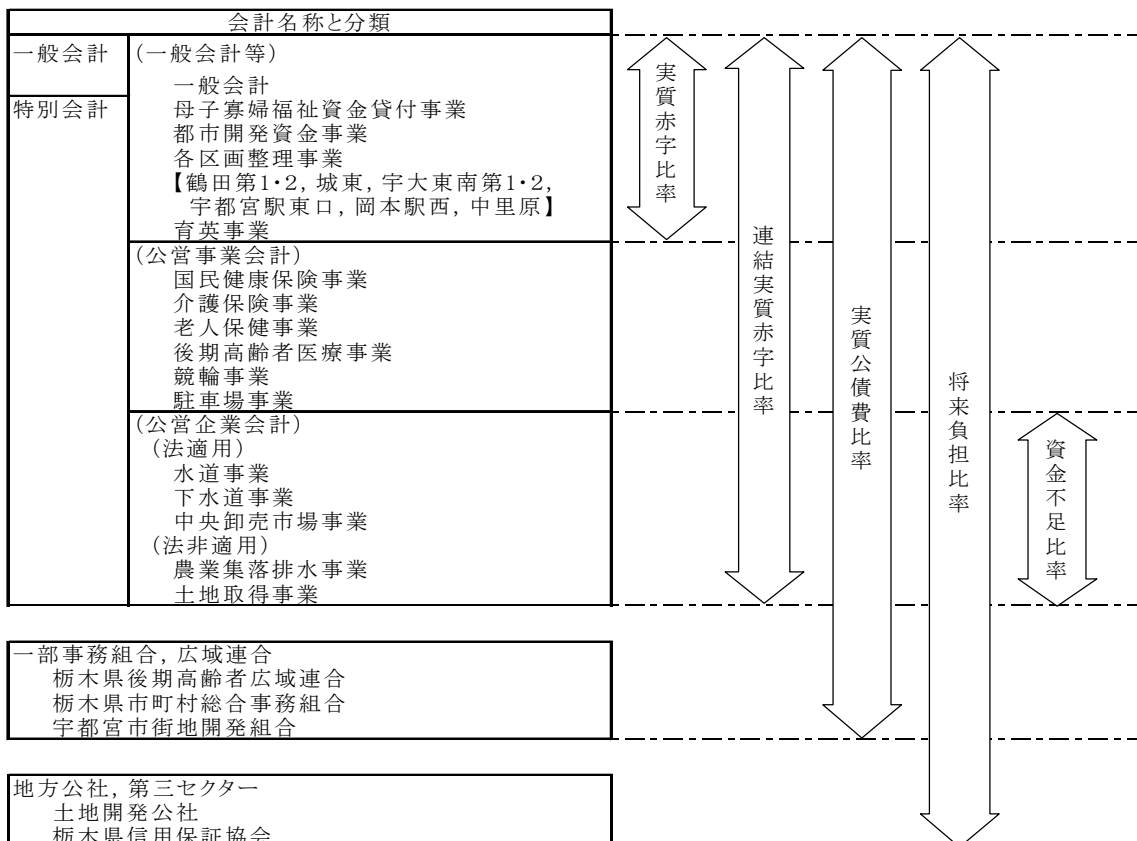 会計名称と分類
一般会計
(一般会計等)
一般会計
特別会計
母子寡婦福祉資金貸付事業
都市開発資金事業
各区画整理事業
【鶴田第1・2, 城東, 宇大東南第1・2,
宇都宮駅東口, 岡本駅西, 中里原】
育英事業
(公営事業会計)
国民健康保険事業
介護保険事業
老人保健事業
後期高齢者医療事業
競輪事業
駐車場事業
(公営企業会計)
(法適用)
水道事業
下水道事業
中央卸売市場事業
(法非適用)
農業集落排水事業
土地取得事業
一部事務組合, 広域連合
栃木県後期高齢者広域連合
栃木県市町村総合事務組合
宇都宮市街地開発組合
地方公社, 第三セクター
土地開発公社
栃木県信用保証協会
実質赤字比率
連結実質赤字比率
実質公債費比率
将来負担比率
資金不足比率